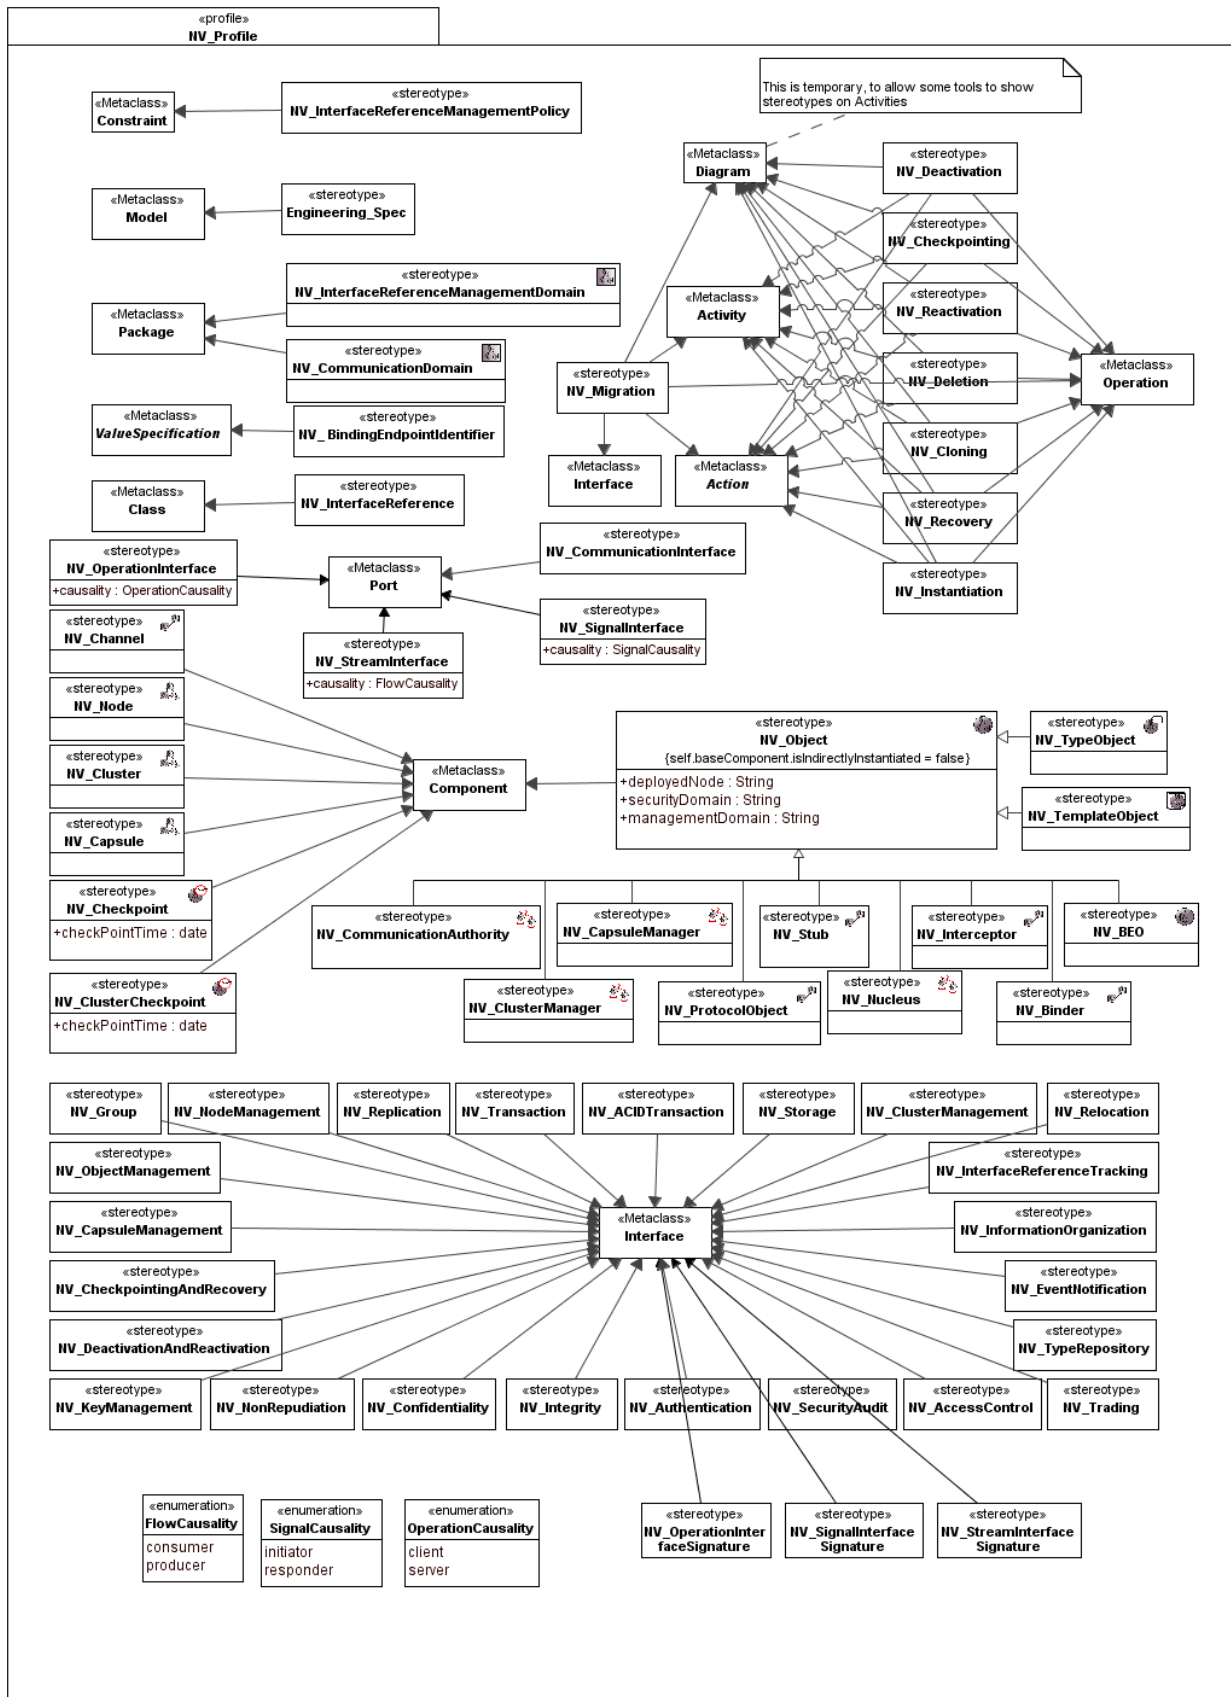 «profile»
NV_Profile
This is temporary, to allow some tools to show
stereotypes on Activities
«Metaclass»
Constraint
«stereotype»
NV_InterfaceReferenceManagementPolicy
«Metaclass»
Diagram
«stereotype»
NV_Deactivation
«Metaclass»
Model
«stereotype»
Engineering_Spec
«stereotype»
NV_Checkpointing
«Metaclass»
Package
«stereotype»
NV_InterfaceReferenceManagementDomain
«stereotype»
NV_CommunicationDomain
«Metaclass»
Activity
«stereotype»
NV_Reactivation
«stereotype»
NV_Migration
«stereotype»
NV_Deletion
«Metaclass»
Operation
«Metaclass»
ValueSpecification
«stereotype»
NV_BindingEndpointIdentifier
«stereotype»
NV_Cloning
«Metaclass»
Interface
«Metaclass»
Action
«Metaclass»
Class
«stereotype»
NV_InterfaceReference
«stereotype»
NV_Recovery
«stereotype»
NV_OperationInterface
+causality : OperationCausality
«Metaclass»
Port
«stereotype»
NV_CommunicationInterface
«stereotype»
NV_Instantiation
«stereotype»
NV_SignalInterface
+causality : SignalCausality
«stereotype»
NV_StreamInterface
+causality : FlowCausality
«stereotype»
NV_Channel
«stereotype»
NV_Node
«stereotype»
NV_Cluster
«stereotype»
NV_Capsule
«stereotype»
NV_Checkpoint
+checkPointTime : date
«stereotype»
NV_ClusterCheckpoint
+checkPointTime : date
«Metaclass»
Component
«stereotype»
NV_Object
{self.baseComponent.isIndirectlyInstantiated = false}
+deployedNode : String
+securityDomain : String
+managementDomain : String
«stereotype»
NV_TypeObject
«stereotype»
NV_TemplateObject
«stereotype»
NV_CommunicationAuthority
«stereotype»
NV_CapsuleManager
«stereotype»
NV_Stub
«stereotype»
NV_Interceptor
«stereotype»
NV_BEO
«stereotype»
NV_ClusterManager
«stereotype»
NV_ProtocolObject
«stereotype»
NV_Nucleus
«stereotype»
NV_Binder
«stereotype»
NV_Group
«stereotype»
NV_NodeManagement
«stereotype»
NV_Replication
«stereotype»
NV_Transaction
«stereotype»
NV_ACIDTransaction
«stereotype»
NV_Storage
«stereotype»
NV_ClusterManagement
«stereotype»
NV_Relocation
«stereotype»
NV_ObjectManagement
«stereotype»
NV_InterfaceReferenceTracking
«stereotype»
NV_CapsuleManagement
«Metaclass»
Interface
«stereotype»
NV_InformationOrganization
«stereotype»
NV_CheckpointingAndRecovery
«stereotype»
NV_EventNotification
«stereotype»
NV_DeactivationAndReactivation
«stereotype»
NV_TypeRepository
«stereotype»
NV_KeyManagement
«stereotype»
NV_NonRepudiation
«stereotype»
NV_Confidentiality
«stereotype»
NV_Integrity
«stereotype»
NV_Authentication
«stereotype»
NV_SecurityAudit
«stereotype»
NV_AccessControl
«stereotype»
NV_Trading
«enumeration»
FlowCausality
consumer
producer
«enumeration»
SignalCausality
initiator
responder
«enumeration»
OperationCausality
client
server
«stereotype»
NV_OperationInter
faceSignature
«stereotype»
NV_SignalInterface
Signature
«stereotype»
NV_StreamInterface
Signature